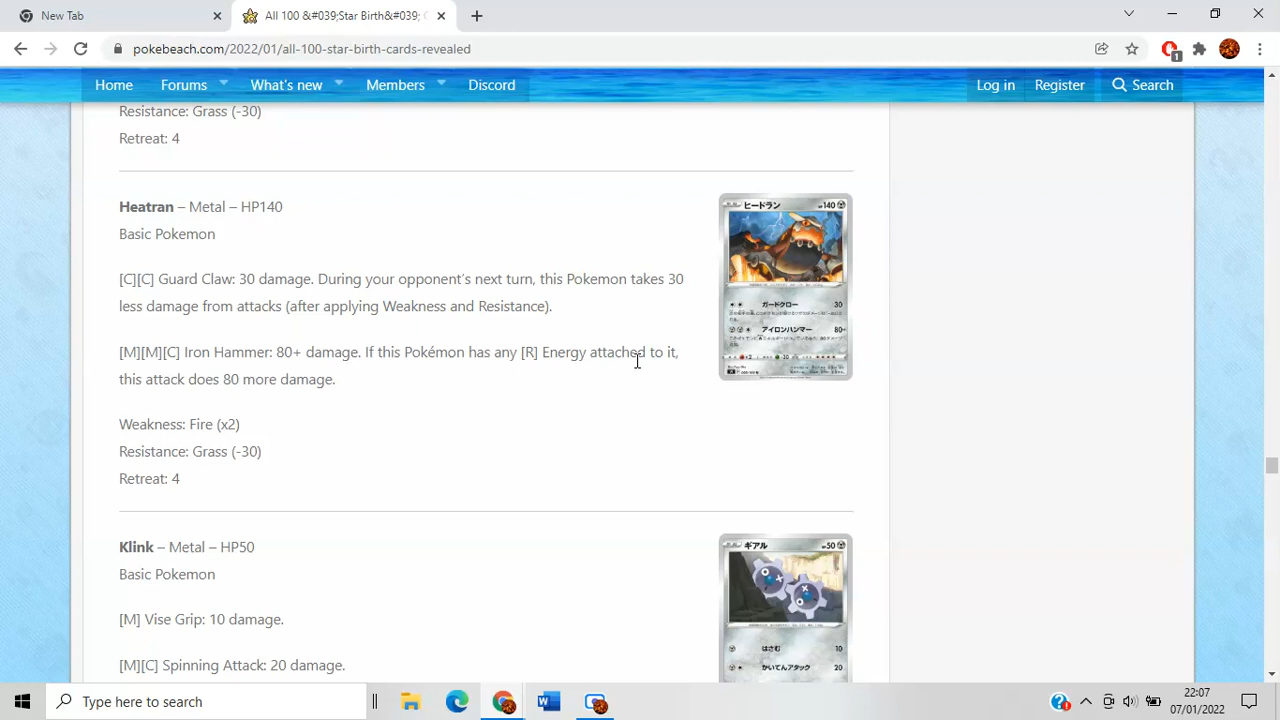 New Tab
All 100 &#039;Star Birth&#039; C
pokebeach.com/2022/01/all-100-star-birth-cards-revealed
1
Home Forums What's new Members Discord Log in Register Search
Resistance: Grass (-30)
Retreat: 4
Heatran – Metal – HP140
Basic Pokemon
[C][C] Guard Claw: 30 damage. During your opponent's next turn, this Pokemon takes 30
less damage from attacks (after applying Weakness and Resistance).
[M][M][C] Iron Hammer: 80+ damage. If this Pokémon has any [R] Energy attached to it,
this attack does 80 more damage.
Weakness: Fire (x2)
Resistance: Grass (-30)
Retreat: 4
ヒードラン 140
ガードクロー 30
アイアンハンマー 80+
Klink – Metal – HP50
Basic Pokemon
[M] Vise Grip: 10 damage.
[M][C] Spinning Attack: 20 damage.
ギアル 50
はさむ 10
かいてんアタック 20
Type here to search
22:07
07/01/2022